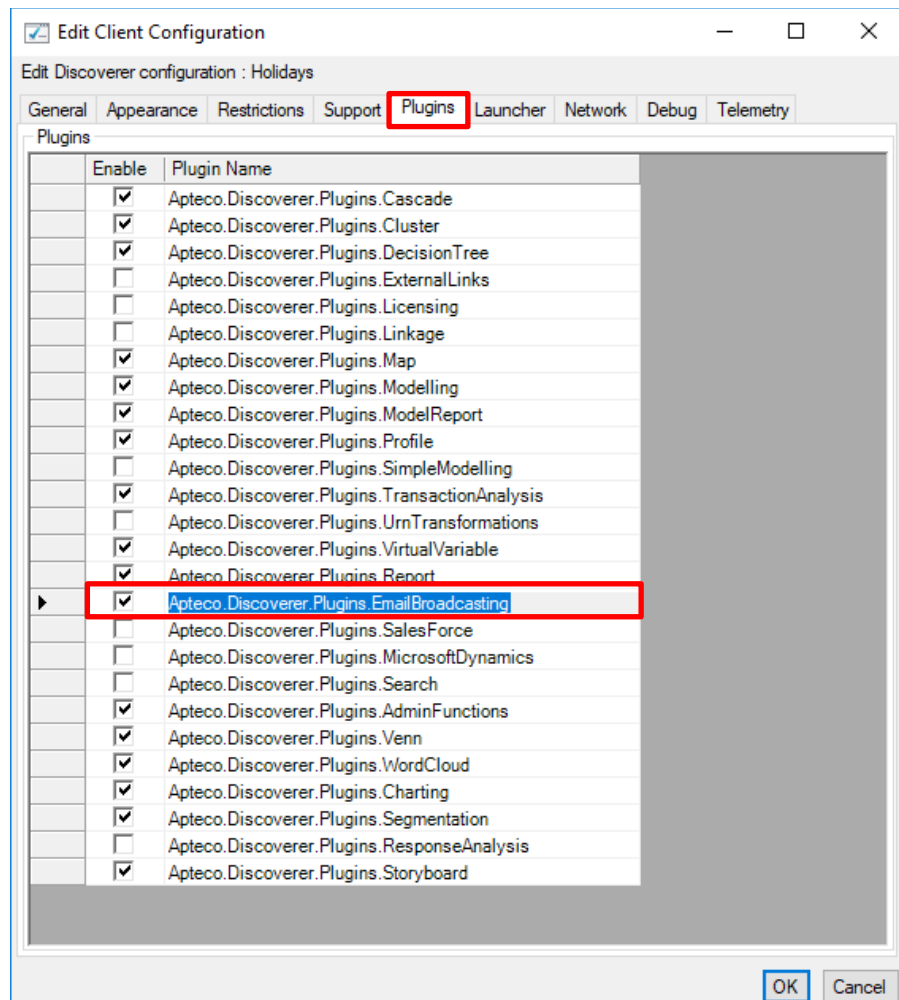 Edit Client Configuration
Edit Discoverer configuration : Holidays
General Appearance Restrictions Support Plugins Launcher Network Debug Telemetry
Plugins
Enable Plugin Name
Apteco.Discoverer.Plugins.Cascade
Apteco.Discoverer.Plugins.Cluster
Apteco.Discoverer.Plugins.DecisionTree
Apteco.Discoverer.Plugins.ExternalLinks
Apteco.Discoverer.Plugins.Licensing
Apteco.Discoverer.Plugins.Linkage
Apteco.Discoverer.Plugins.Map
Apteco.Discoverer.Plugins.Modelling
Apteco.Discoverer.Plugins.ModelReport
Apteco.Discoverer.Plugins.Profile
Apteco.Discoverer.Plugins.SimpleModelling
Apteco.Discoverer.Plugins.TransactionAnalysis
Apteco.Discoverer.Plugins.UrnTransformations
Apteco.Discoverer.Plugins.VirtualVariable
Apteco.Discoverer.Plugins.Report
Apteco.Discoverer.Plugins.EmailBroadcasting
Apteco.Discoverer.Plugins.SalesForce
Apteco.Discoverer.Plugins.MicrosoftDynamics
Apteco.Discoverer.Plugins.Search
Apteco.Discoverer.Plugins.AdminFunctions
Apteco.Discoverer.Plugins.Venn
Apteco.Discoverer.Plugins.WordCloud
Apteco.Discoverer.Plugins.Charting
Apteco.Discoverer.Plugins.Segmentation
Apteco.Discoverer.Plugins.ResponseAnalysis
Apteco.Discoverer.Plugins.Storyboard
OK Cancel